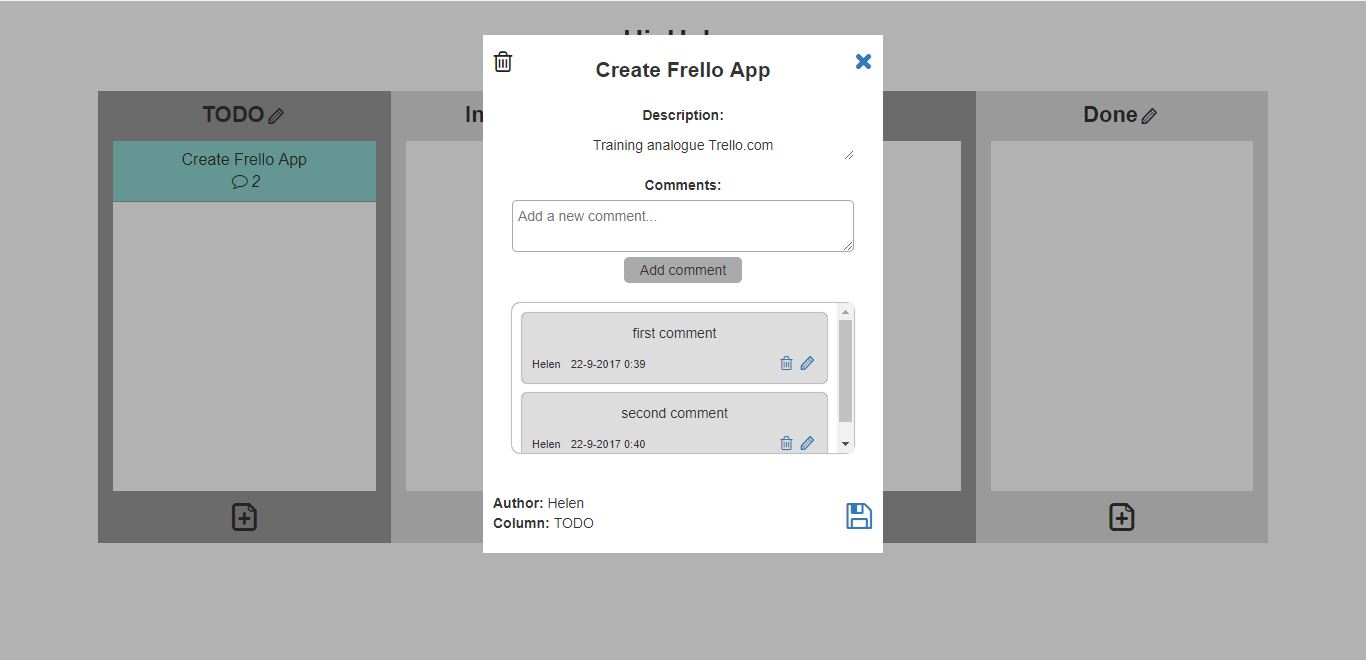 Create Frello App
Description:
Training analogue Trello.com
Comments:
Add a new comment...
Add comment
first comment
Helen 22-9-2017 0:39
second comment
Helen 22-9-2017 0:40
Author: Helen
Column: TODO
TODO
Create Frello App
2
In
Done